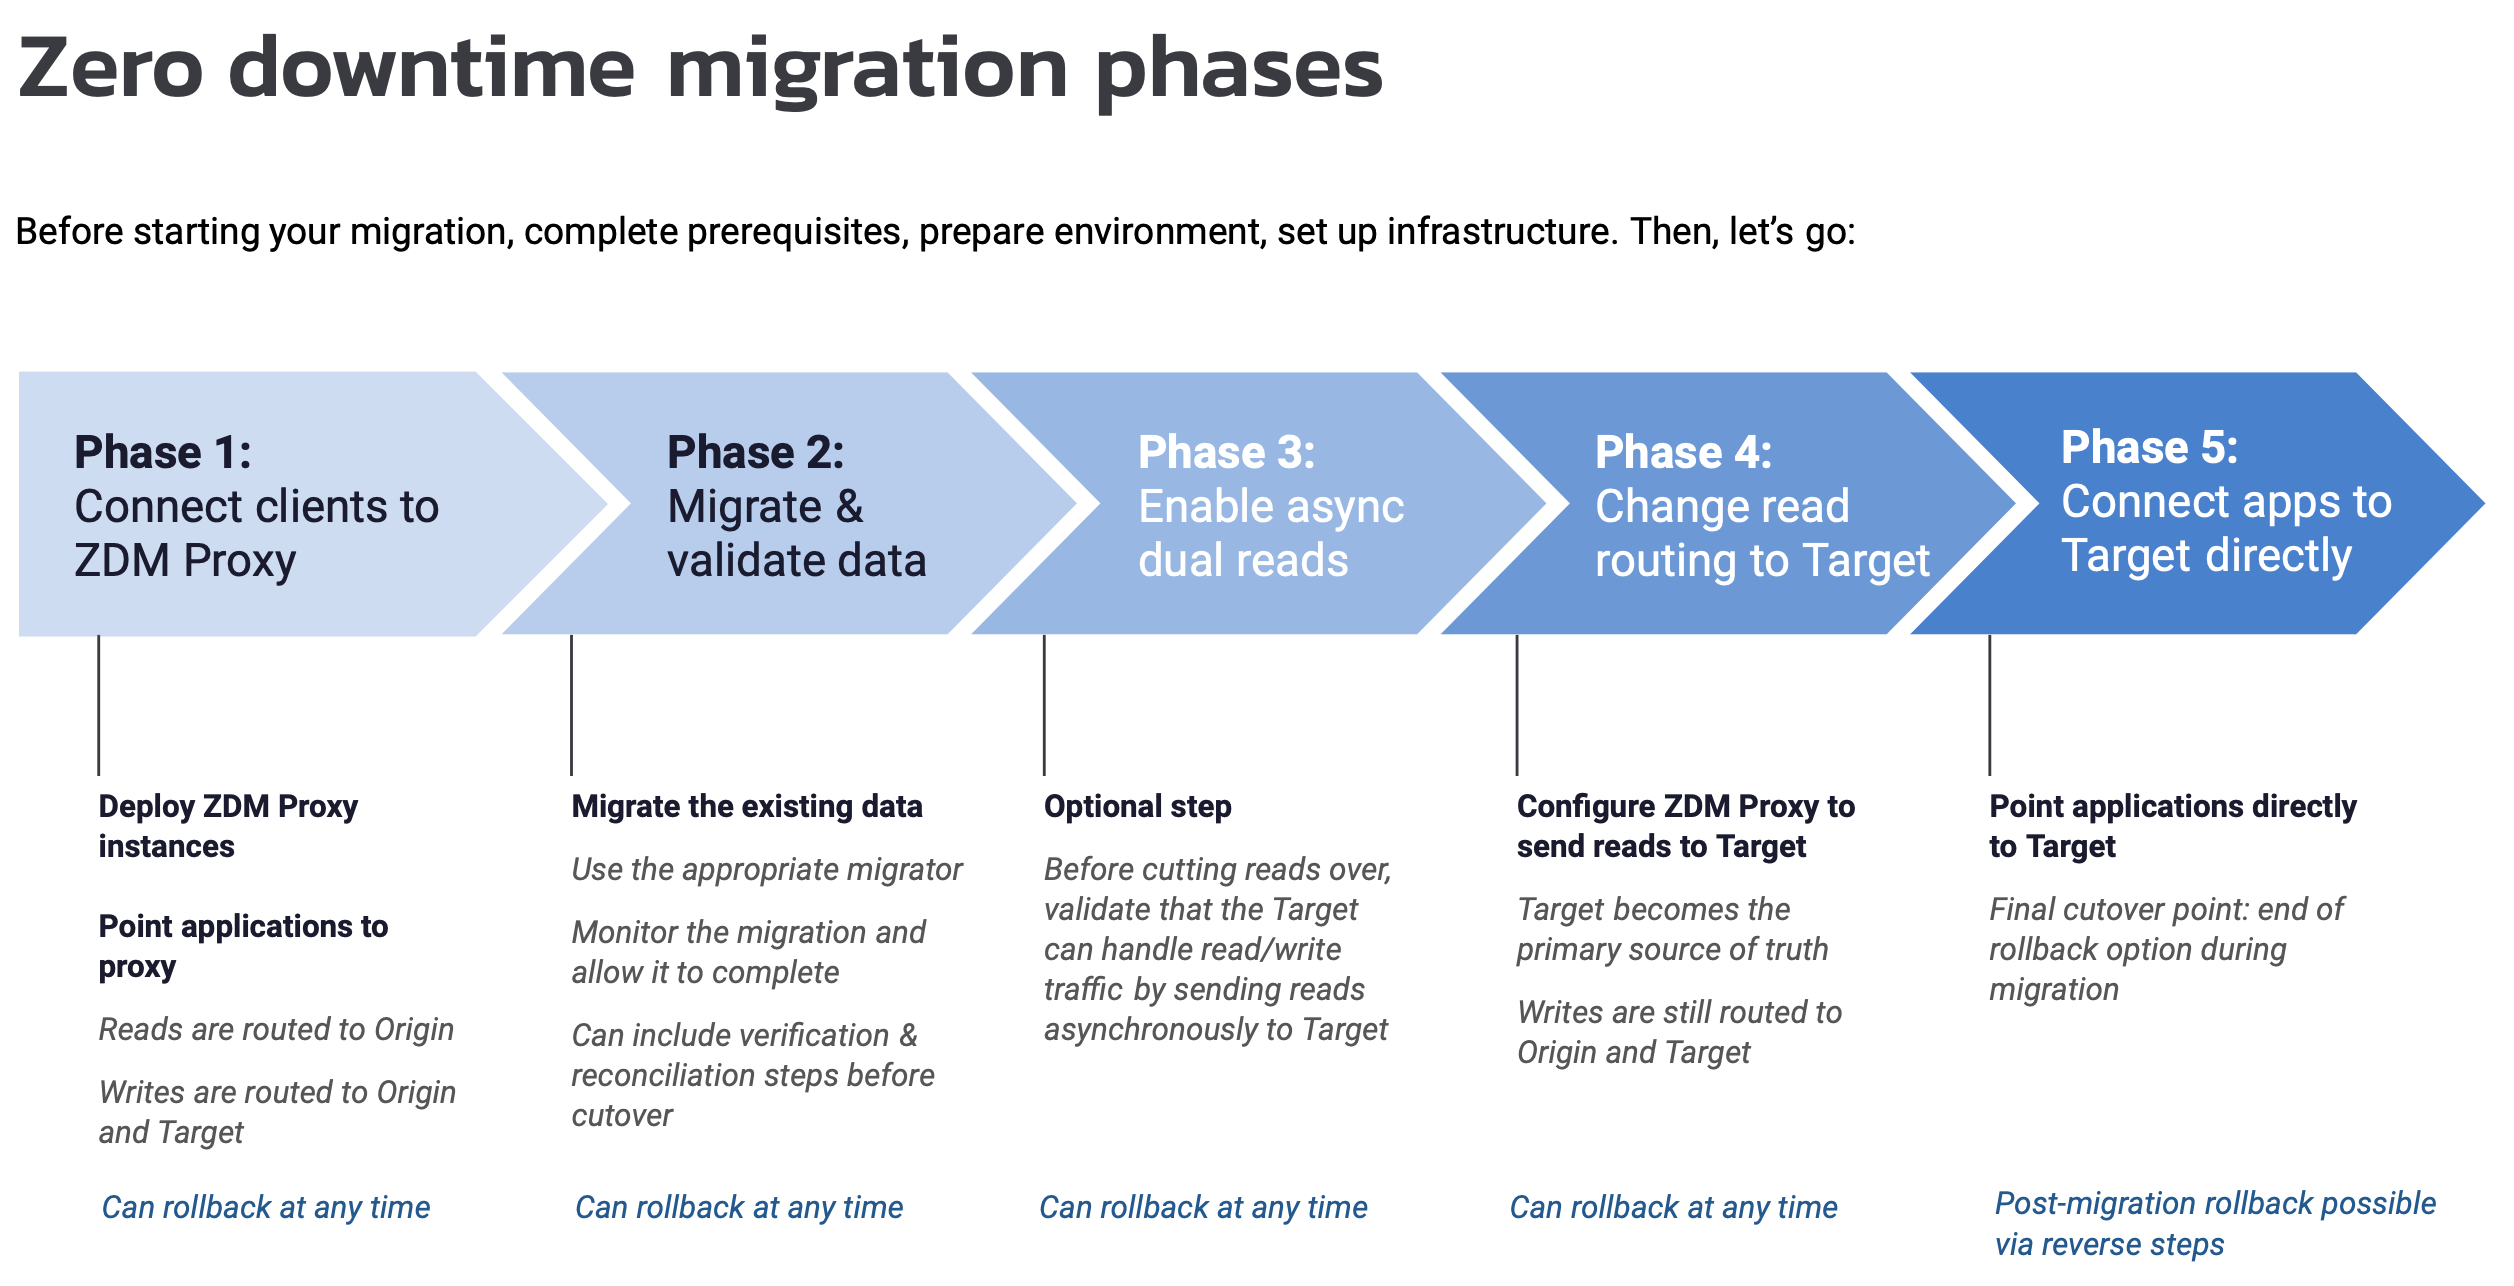 Zero downtime migration phases
Before starting your migration, complete prerequisites, prepare environment, set up infrastructure. Then, let’s go:
Phase 1:
Connect clients to
ZDM Proxy
Phase 2:
Migrate &
validate data
Phase 3:
Enable async
dual reads
Phase 4:
Change read
routing to Target
Phase 5:
Connect apps to
Target directly
Deploy ZDM Proxy
instances
Point applications to
proxy
Reads are routed to Origin
Writes are routed to Origin
and Target
Can rollback at any time
Migrate the existing data
Use the appropriate migrator
Monitor the migration and
allow it to complete
Can include verification &
reconciliation steps before
cutover
Can rollback at any time
Optional step
Before cutting reads over,
validate that the Target
can handle read/write
traffic by sending reads
asynchronously to Target
Can rollback at any time
Configure ZDM Proxy to
send reads to Target
Target becomes the
primary source of truth
Writes are still routed to
Origin and Target
Can rollback at any time
Point applications directly
to Target
Final cutover point: end of
rollback option during
migration
Post-migration rollback possible
via reverse steps